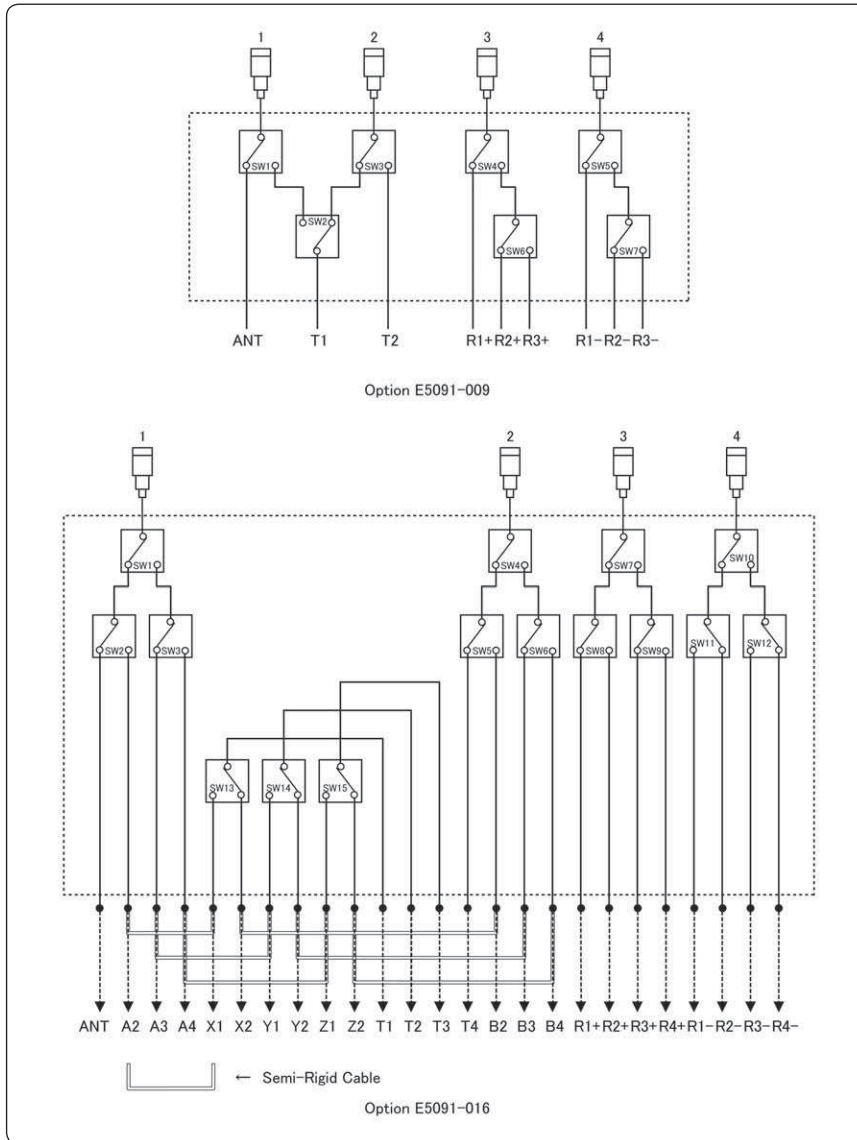 1 2 3 4
SW1 SW3 SW4 SW5
SW2 SW6 SW7
ANT T1 T2 R1+ R2+ R3+ R1- R2- R3-
Option E5091-009
1 2 3 4
SW1 SW4 SW7 SW10
SW2 SW3 SW5 SW6 SW8 SW9 SW11 SW12
SW13 SW14 SW15
ANT A2 A3 A4 X1 X2 Y1 Y2 Z1 Z2 T1 T2 T3 T4 B2 B3 B4 R1+ R2+ R3+ R4+ R1- R2- R3- R4-
← Semi-Rigid Cable
Option E5091-016